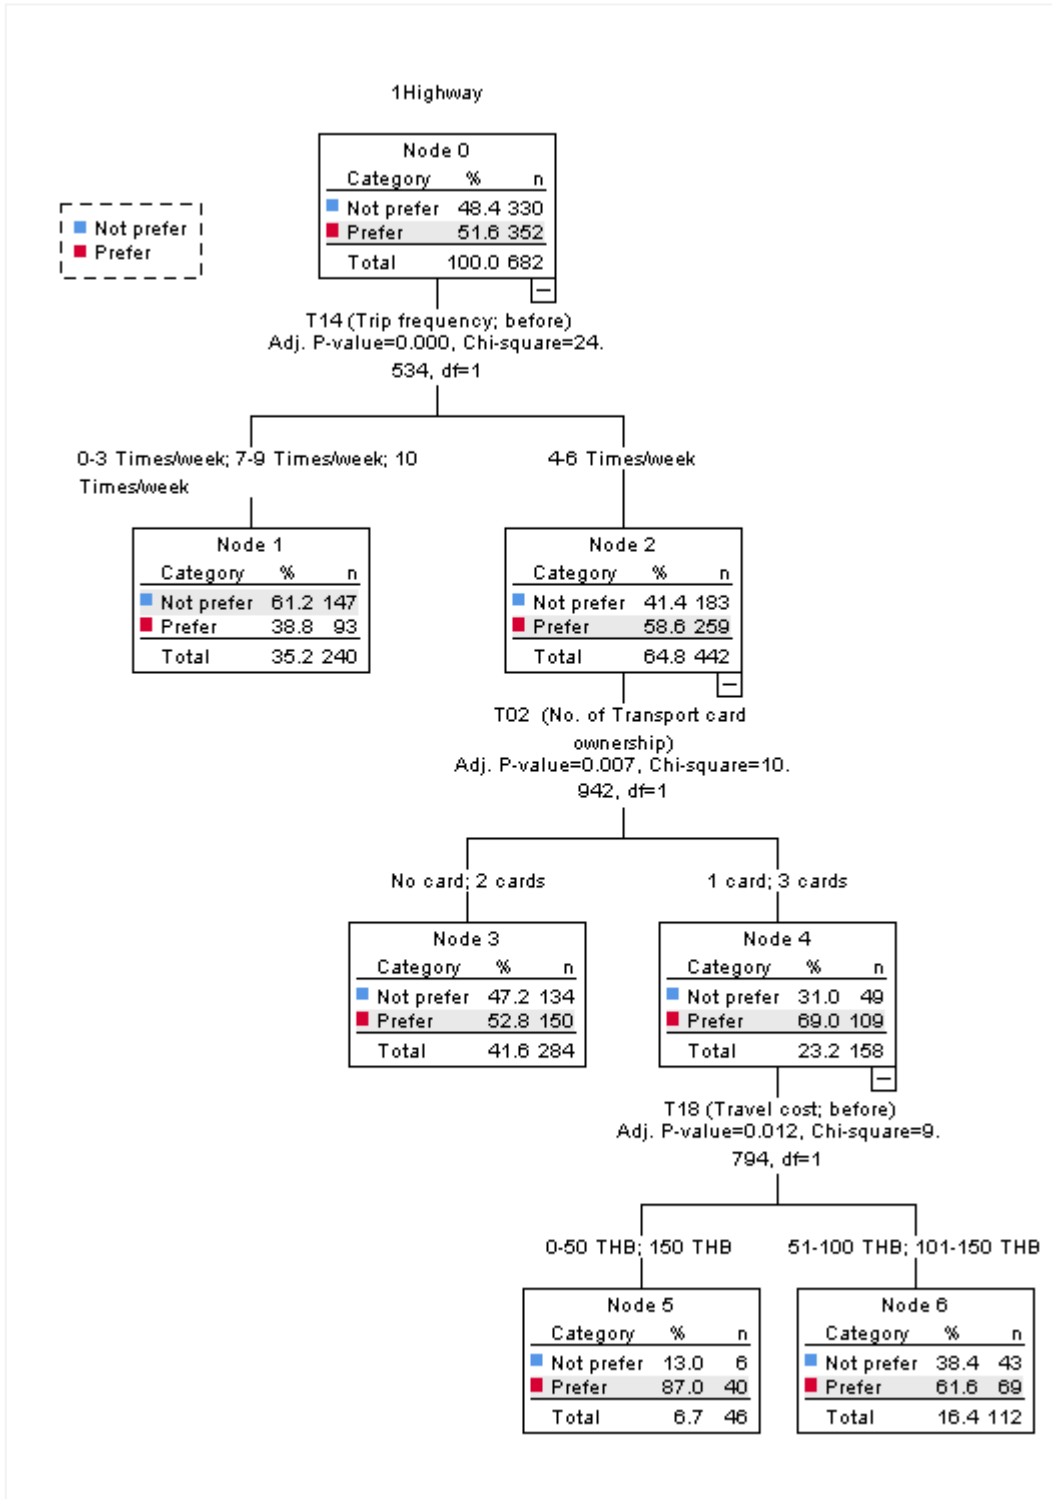 1Highway
Node 0
Category % n
Not prefer 48.4 330
Prefer 51.6 352
Total 100.0 682
Not prefer
Prefer
T14 (Trip frequency; before)
Adj. P-value=0.000, Chi-square=24.
534, df=1
0-3 Times/week; 7-9 Times/week; 10
Times/week
4-6 Times/week
Node 1
Category % n
Not prefer 61.2 147
Prefer 38.8 93
Total 35.2 240
Node 2
Category % n
Not prefer 41.4 183
Prefer 58.6 259
Total 64.8 442
T02 (No. of Transport card
ownership)
Adj. P-value=0.007, Chi-square=10.
942, df=1
No card; 2 cards
1 card; 3 cards
Node 3
Category % n
Not prefer 47.2 134
Prefer 52.8 150
Total 41.6 284
Node 4
Category % n
Not prefer 31.0 49
Prefer 69.0 109
Total 23.2 158
T18 (Travel cost; before)
Adj. P-value=0.012, Chi-square=9.
794, df=1
0-50 THB; 150 THB
51-100 THB; 101-150 THB
Node 5
Category % n
Not prefer 13.0 6
Prefer 87.0 40
Total 6.7 46
Node 6
Category % n
Not prefer 38.4 43
Prefer 61.6 69
Total 16.4 112